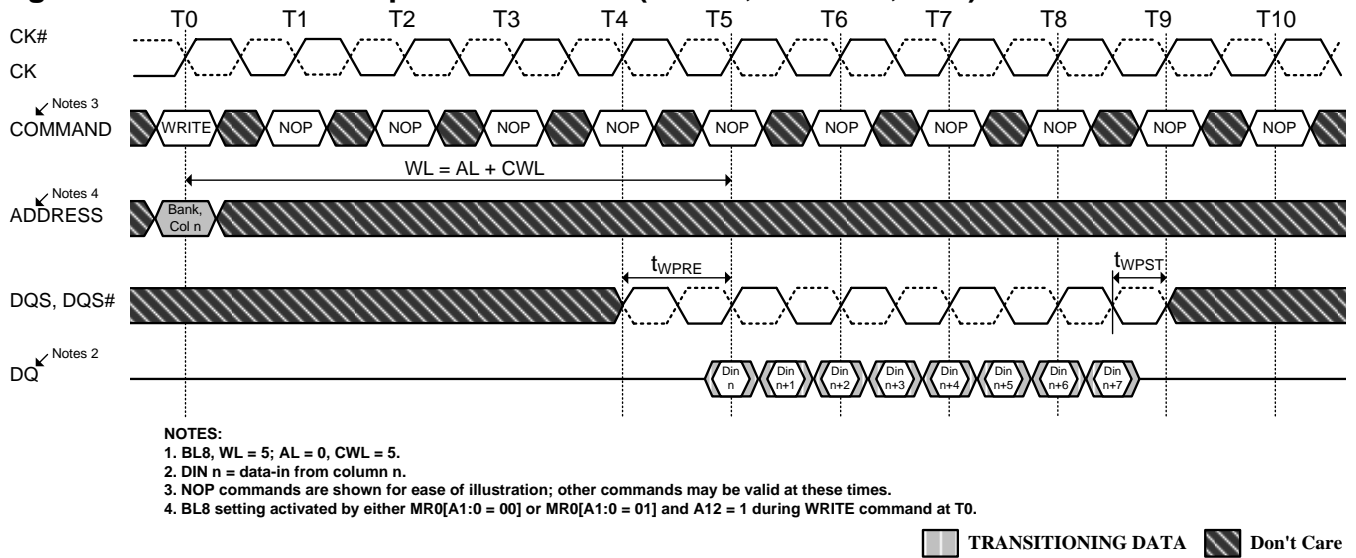 T0 T1 T2 T3 T4 T5 T6 T7 T8 T9 T10
CK#
CK
Notes 3
COMMAND
WRITE NOP NOP NOP NOP NOP NOP NOP NOP NOP NOP
WL = AL + CWL
Notes 4
ADDRESS
Bank,
Col n
tWPRE
tWPST
DQS, DQS#
Notes 2
DQ
Din Din Din Din Din Din Din Din
n n+1 n+2 n+3 n+4 n+5 n+6 n+7
NOTES:
1. BL8, WL = 5; AL = 0, CWL = 5.
2. DIN n = data-in from column n.
3. NOP commands are shown for ease of illustration; other commands may be valid at these times.
4. BL8 setting activated by either MR0[A1:0 = 00] or MR0[A1:0 = 01] and A12 = 1 during WRITE command at T0.
TRANSITIONING DATA Don't Care